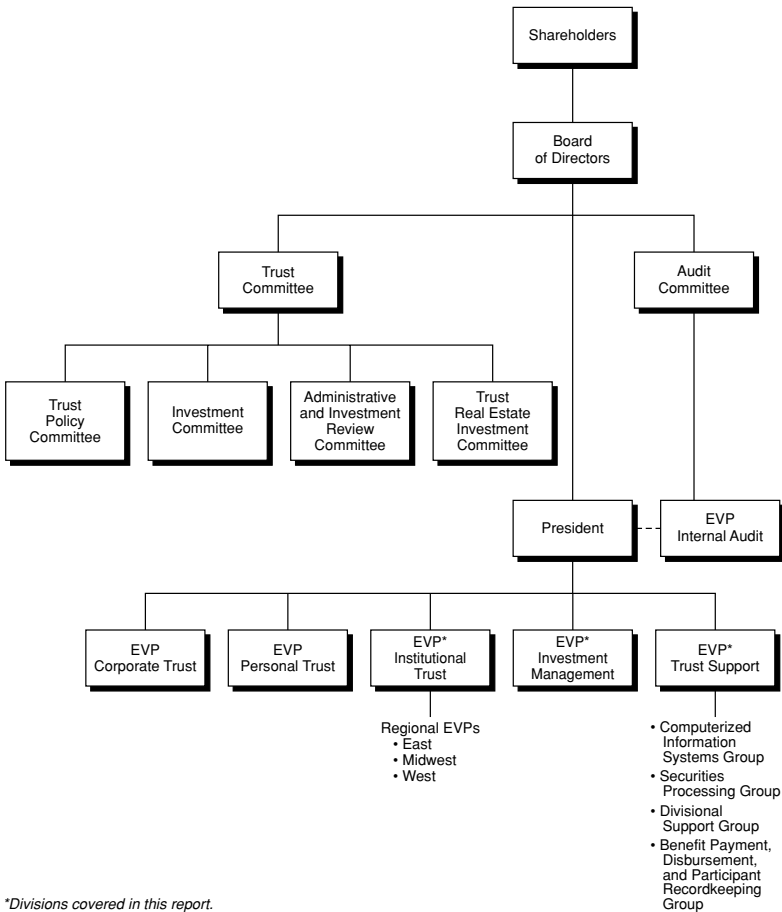 Shareholders
Board
of Directors
Trust
Committee
Audit
Committee
Trust
Policy
Committee
Investment
Committee
Administrative
and Investment
Review
Committee
Trust
Real Estate
Investment
Committee
President
EVP
Internal Audit
EVP
Corporate Trust
EVP
Personal Trust
EVP*
Institutional
Trust
EVP*
Investment
Management
EVP*
Trust Support
Regional EVPs
• East
• Midwest
• West
• Computerized
Information
Systems Group
• Securities
Processing Group
• Divisional
Support Group
• Benefit Payment,
Disbursement,
and Participant
Recordkeeping
Group
*Divisions covered in this report.